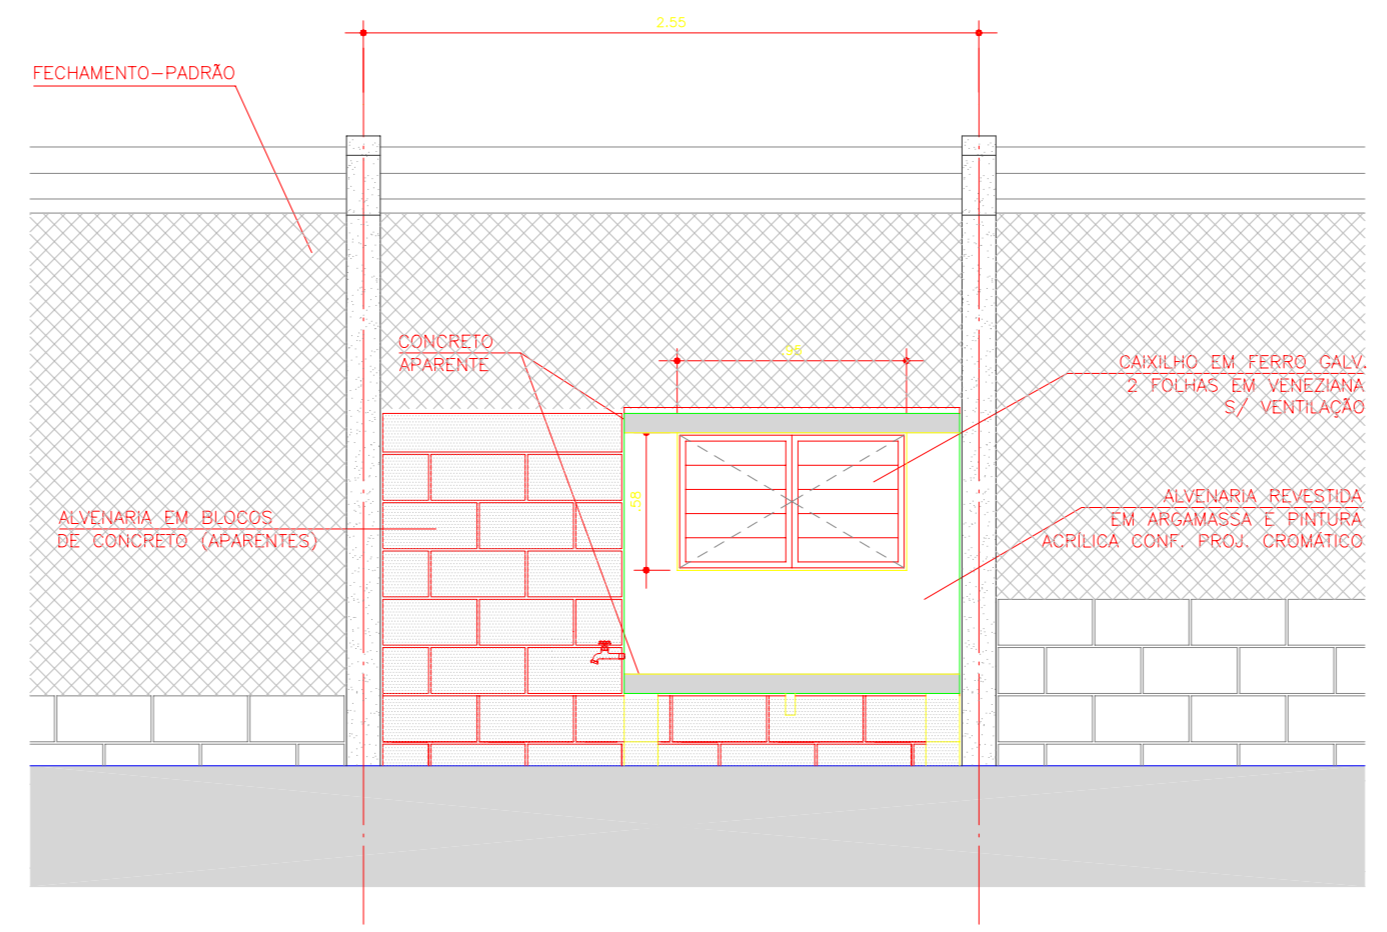 2.55
FECHAMENTO-PADRÃO
CONCRETO
APARENTE
.95
CAIXILHO EM FERRO GALV.
2 FOLHAS EM VENEZIANA
S/ VENTILAÇÃO
.58
ALVENARIA EM BLOCOS
DE CONCRETO (APARENTES)
ALVENARIA REVESTIDA
EM ARGAMASSA E PINTURA
ACRÍLICA CONF. PROJ. CROMÁTICO